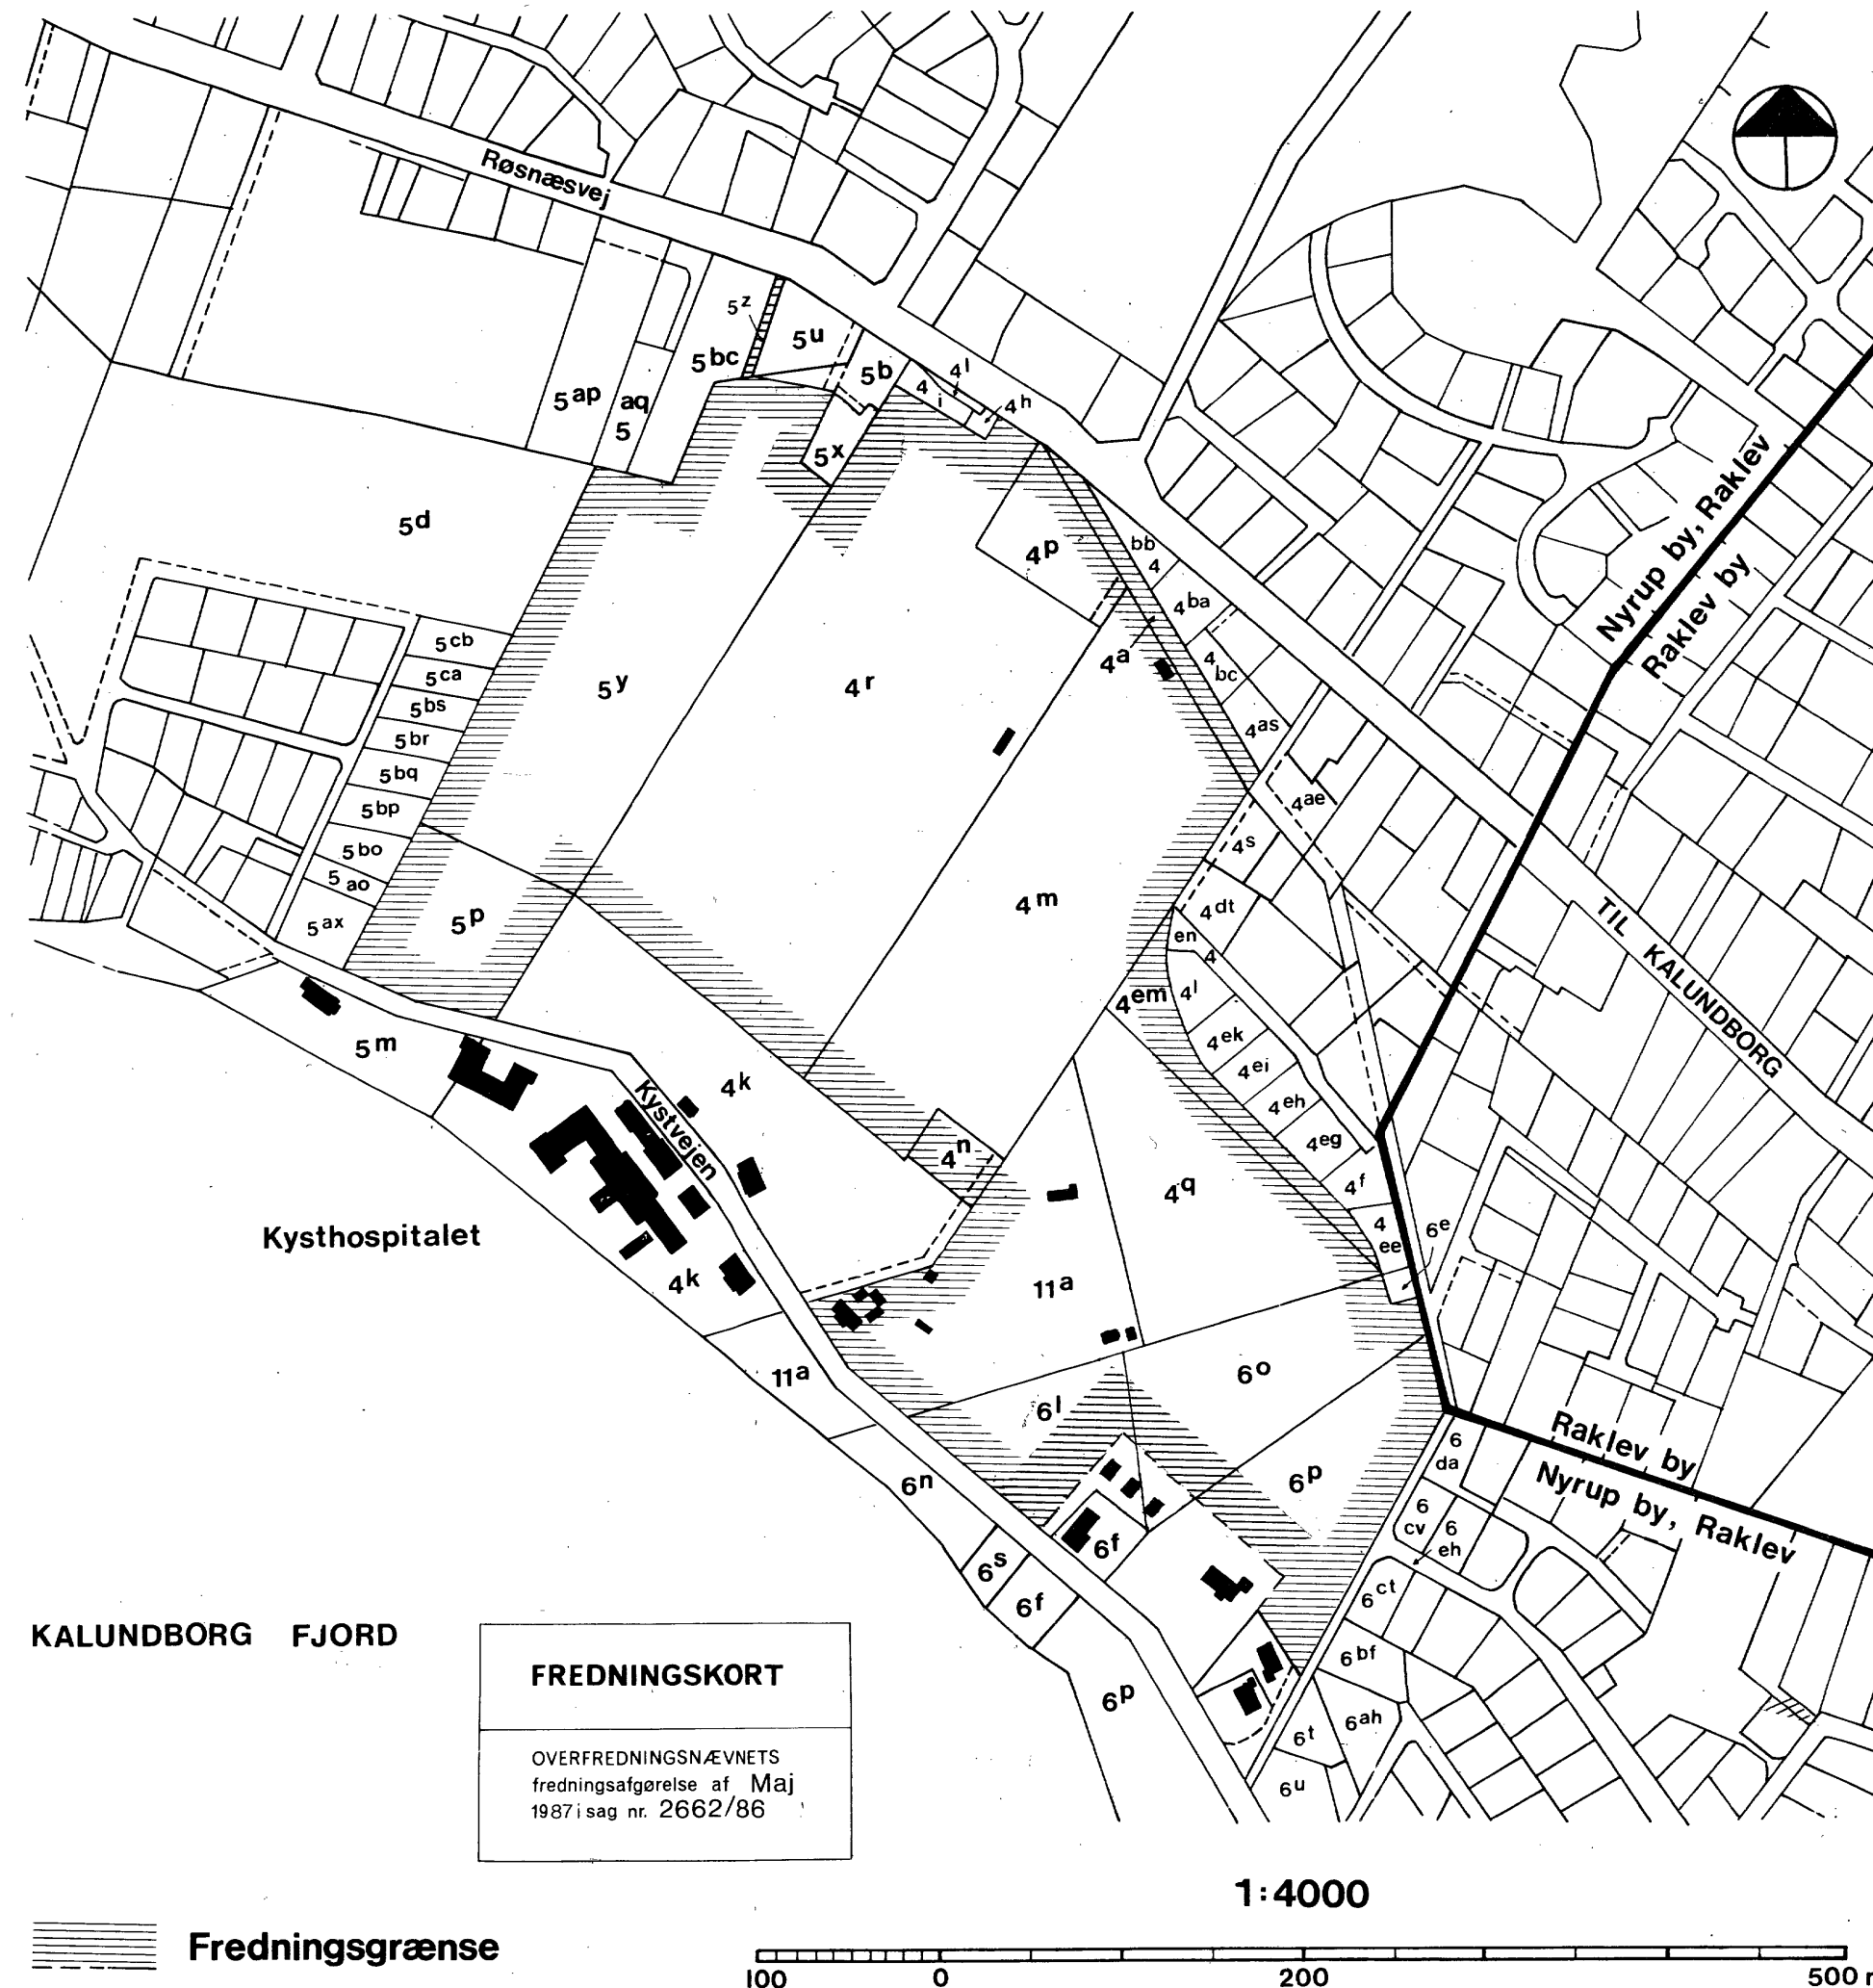 Røsnæsvej
5z
5u
5bc
5b
4l
4i
4h
5ap
aq
5
5x
5d
4p
bb
4
4ba
4a
4
bc
4as
4ae
5cb
5ca
5bs
5br
5bq
5bp
5bo
5ao
5ax
5y
4r
4m
5p
4s
4dt
en
4
4em
4l
4ek
4ei
4eh
4eg
4f
4
ee
6e
5m
4k
Kystvejen
4n
4q
Kysthospitalet
4k
11a
11a
6o
6l
6n
6p
6s
6f
6f
6p
Nyrup by, Raklev
Raklev by
TIL KALUNDBORG
Raklev by
Nyrup by, Raklev
6
da
6
cv
6
eh
6ct
6bf
6ah
6t
6u
KALUNDBORG FJORD
FREDNINGSKORT
OVERFREDNINGSNÆVNETS
fredningsafgørelse af Maj
1987 i sag nr. 2662/86
1:4000
Fredningsgrænse
100 0 200 500 m